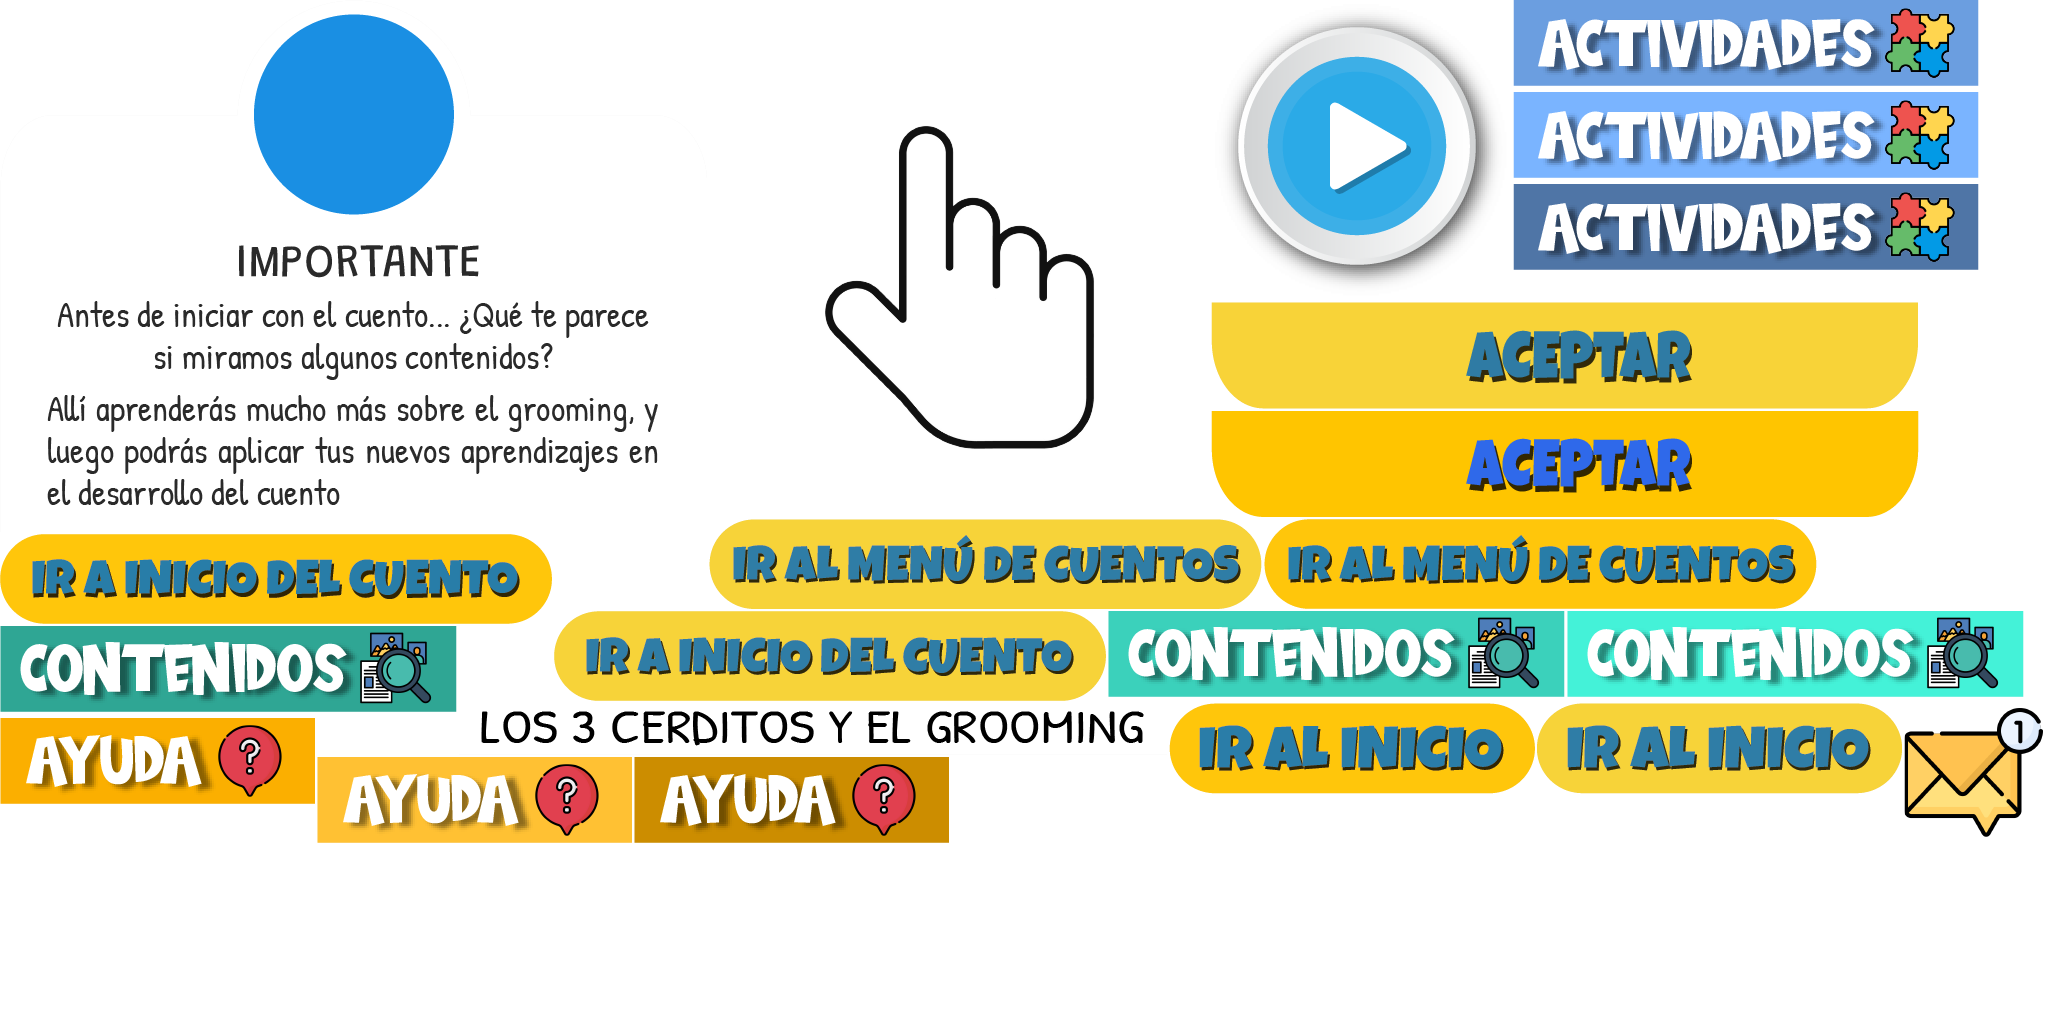 ACTIVIDADES
ACTIVIDADES
ACTIVIDADES
IMPORTANTE
Antes de iniciar con el cuento... ¿Qué te parece
si miramos algunos contenidos?
Allí aprenderás mucho más sobre el grooming, y
luego podrás aplicar tus nuevos aprendizajes en
el desarrollo del cuento
ACEPTAR
ACEPTAR
IR A INICIO DEL CUENTO
IR AL MENÚ DE CUENTOS
IR AL MENÚ DE CUENTOS
CONTENIDOS
IR A INICIO DEL CUENTO
CONTENIDOS
CONTENIDOS
AYUDA ?
LOS 3 CERDITOS Y EL GROOMING
IR AL INICIO
IR AL INICIO
1
AYUDA ?
AYUDA ?